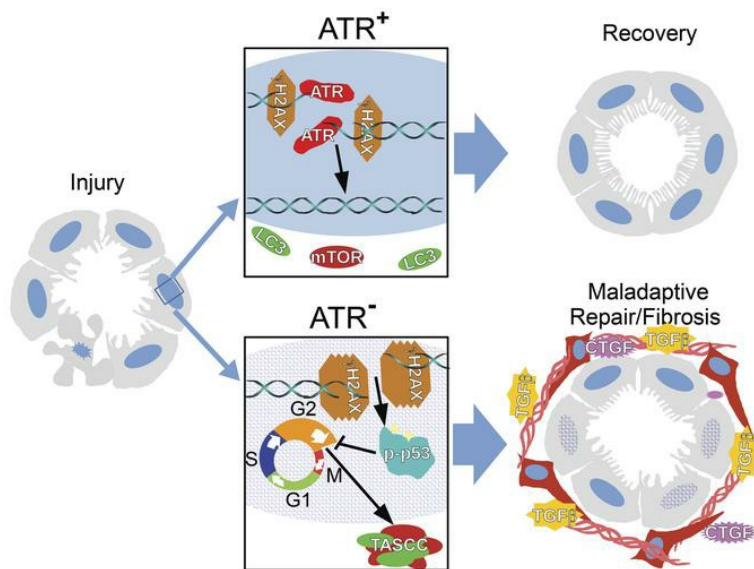 Injury
ATR+
H2AX
ATR
ATR
H2AX
LC3
mTOR
LC3
Recovery
ATR-
H2AX
H2AX
G2
S
M
G1
p-p53
TASCC
Maladaptive
Repair/Fibrosis
CTGF
TGFβ
TGFβ
TGFβ
TGFβ
CTGF